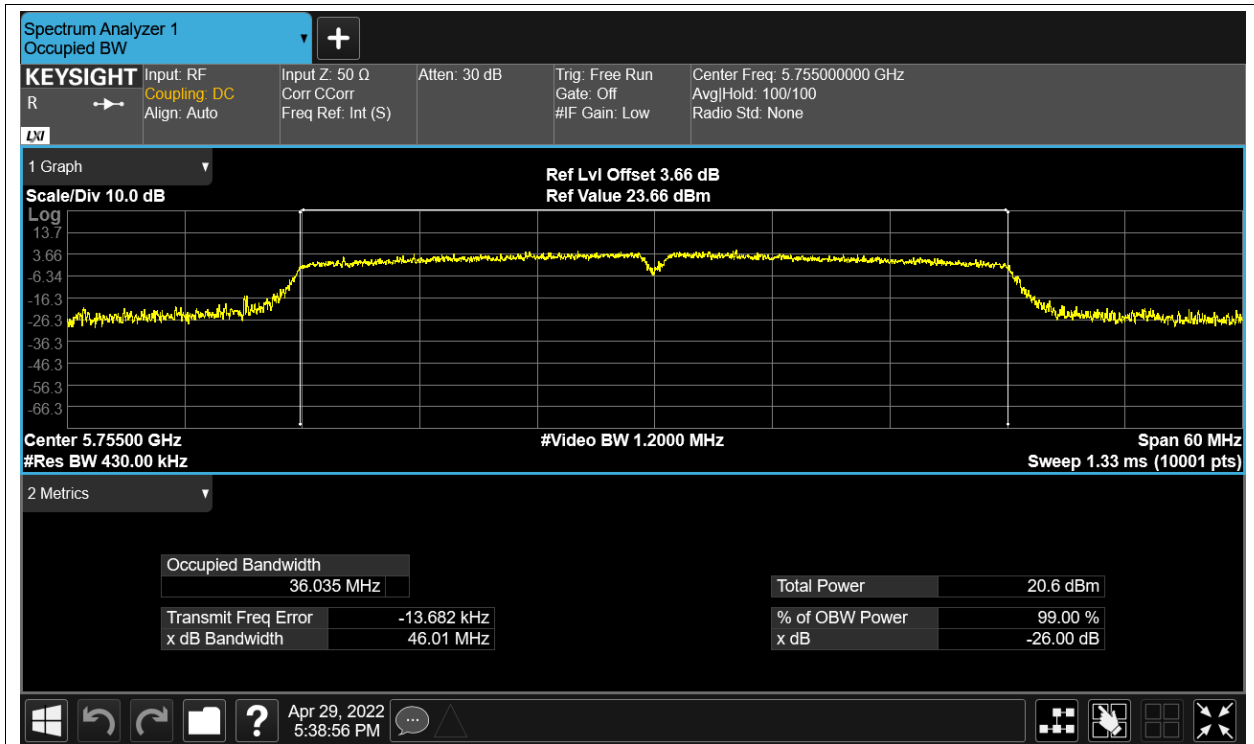 Spectrum Analyzer 1
Occupied BW
KEYSIGHT Input: RF Input Z: 50 Ω Atten: 30 dB Trig: Free Run Center Freq: 5.755000000 GHz
R Coupling: DC Corr CCorr Gate: Off Avg|Hold: 100/100
Align: Auto Freq Ref: Int (S) #IF Gain: Low Radio Std: None
LXI
1 Graph
Ref Lvl Offset 3.66 dB
Scale/Div 10.0 dB Ref Value 23.66 dBm
Log
13.7
3.66
-6.34
-16.3
-26.3
-36.3
-46.3
-56.3
-66.3
Center 5.75500 GHz #Video BW 1.2000 MHz Span 60 MHz
#Res BW 430.00 kHz Sweep 1.33 ms (10001 pts)
2 Metrics
Occupied Bandwidth
36.035 MHz Total Power 20.6 dBm
Transmit Freq Error -13.682 kHz % of OBW Power 99.00 %
x dB Bandwidth 46.01 MHz x dB -26.00 dB
? Apr 29, 2022
5:38:56 PM